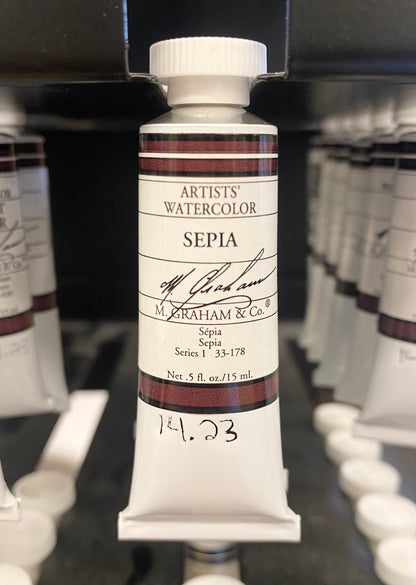 ARTISTS'
WATERCOLOR
SEPIA
M. Graham
M. GRAHAM & Co.®
Sépia
Sepia
Series 1 33-178
Net .5 fl. oz./15 ml.
14.23